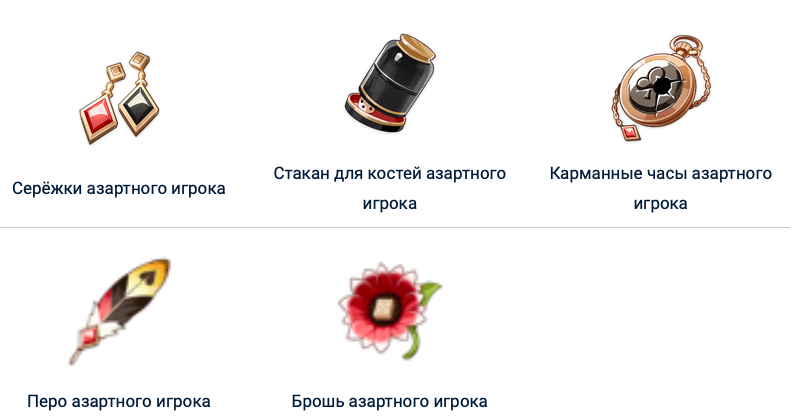 Серёжки азартного игрока
Стакан для костей азартного
игрока
Карманные часы азартного
игрока
Перо азартного игрока
Брошь азартного игрока